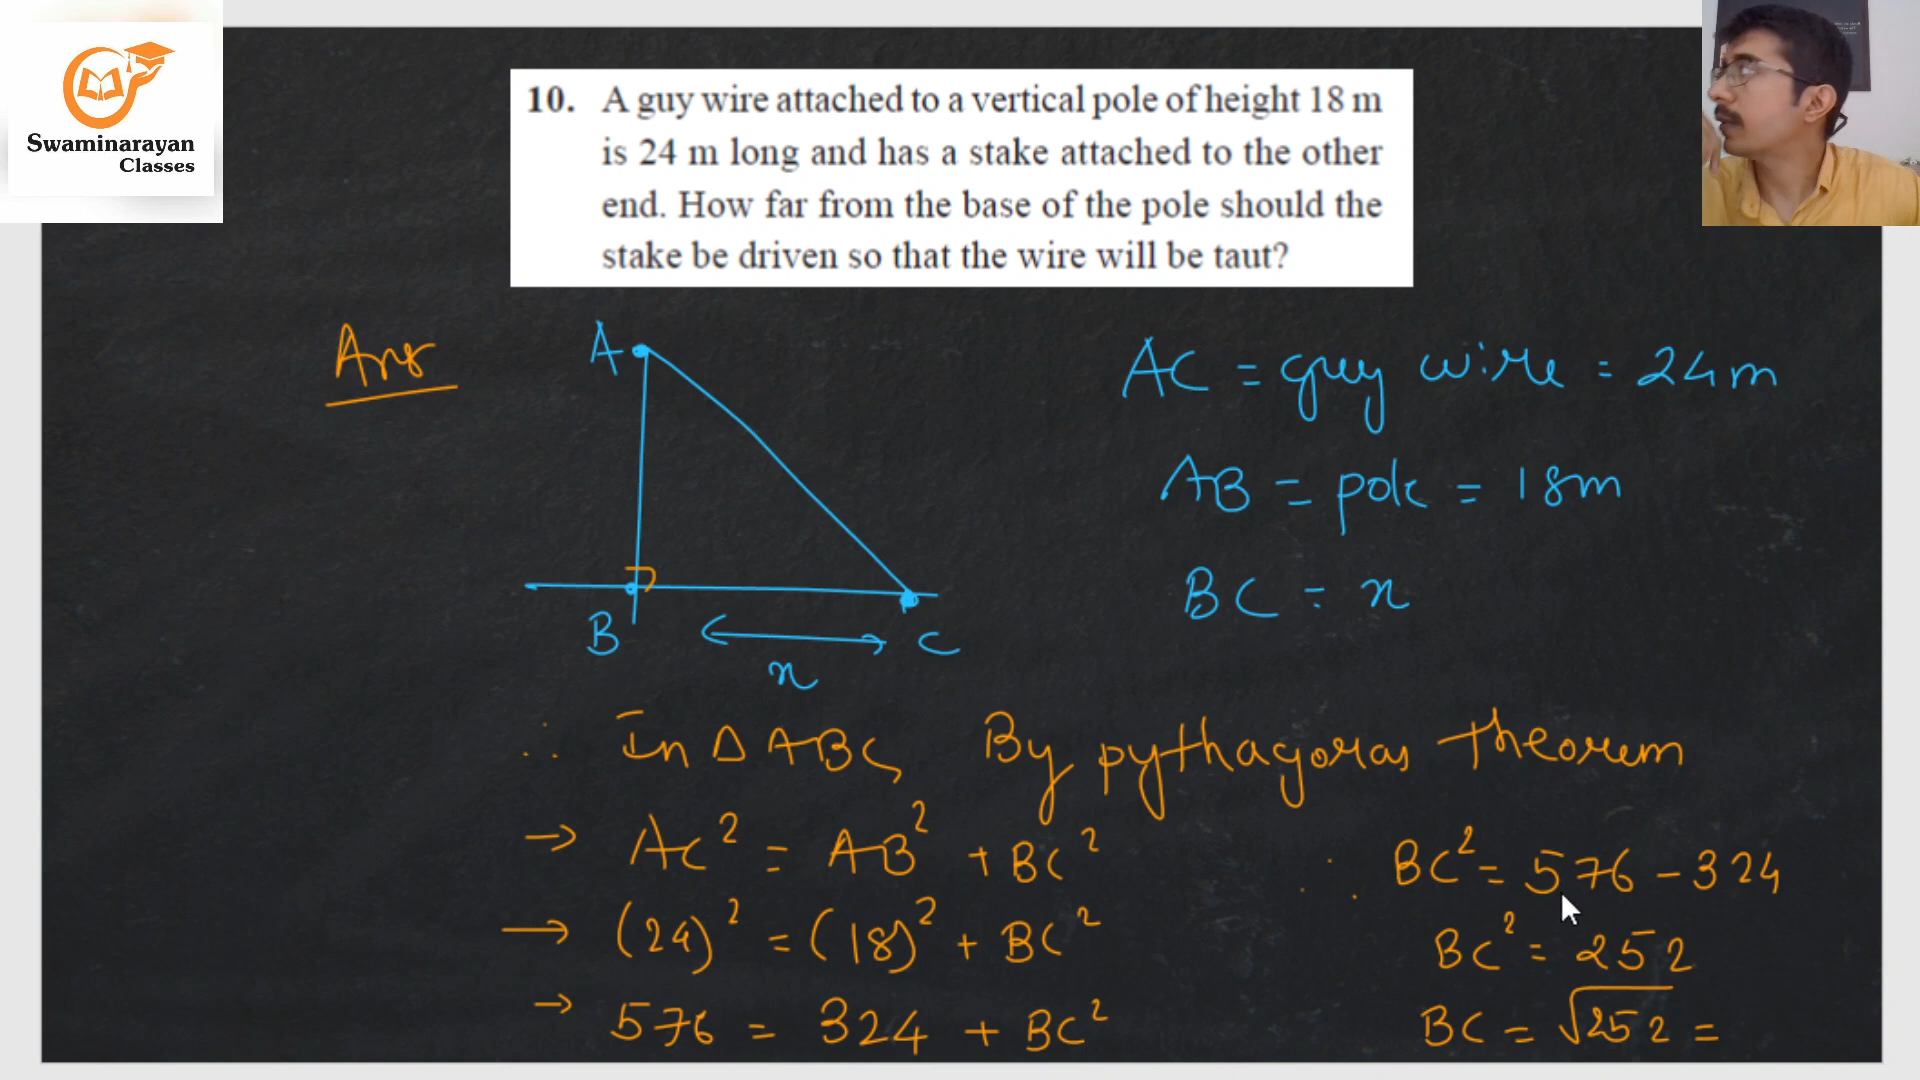 Swaminarayan
Classes
10. A guy wire attached to a vertical pole of height 18 m
is 24 m long and has a stake attached to the other
end. How far from the base of the pole should the
stake be driven so that the wire will be taut?
Ans
A
B
C
x
AC = guy wire = 24m
AB = pole = 18m
BC = x
∴ In Δ ABC, By pythagoras theorem
→ AC² = AB² + BC²
→ (24)² = (18)² + BC²
→ 576 = 324 + BC²
∴ BC² = 576 - 324
BC² = 252
BC = √252 =